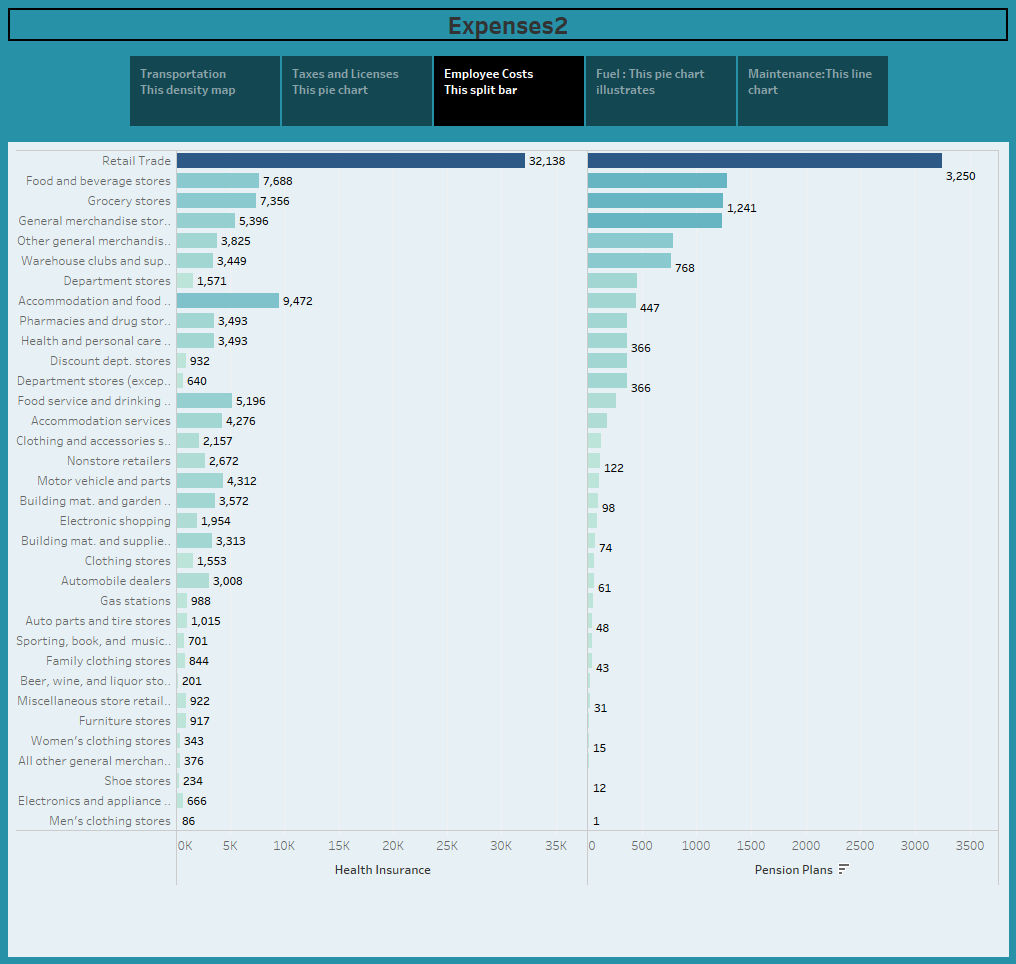 Expenses2
Transportation
This density map
Taxes and Licenses
This pie chart
Employee Costs
This split bar
Fuel : This pie chart
illustrates
Maintenance:This line
chart
Retail Trade 32,138 3,250
Food and beverage stores 7,688
Grocery stores 7,356 1,241
General merchandise stor.. 5,396
Other general merchandis.. 3,825
Warehouse clubs and sup.. 3,449 768
Department stores 1,571
Accommodation and food .. 9,472 447
Pharmacies and drug stor.. 3,493
Health and personal care .. 3,493 366
Discount dept. stores 932
Department stores (excep.. 640 366
Food service and drinking .. 5,196
Accommodation services 4,276
Clothing and accessories s.. 2,157
Nonstore retailers 2,672 122
Motor vehicle and parts 4,312
Building mat. and garden .. 3,572 98
Electronic shopping 1,954
Building mat. and supplie.. 3,313 74
Clothing stores 1,553
Automobile dealers 3,008 61
Gas stations 988
Auto parts and tire stores 1,015 48
Sporting, book, and music.. 701
Family clothing stores 844 43
Beer, wine, and liquor sto.. 201
Miscellaneous store retail.. 922 31
Furniture stores 917
Women's clothing stores 343 15
All other general merchan.. 376
Shoe stores 234 12
Electronics and appliance .. 666
Men's clothing stores 86 1
0K 5K 10K 15K 20K 25K 30K 35K 0 500 1000 1500 2000 2500 3000 3500
Health Insurance Pension Plans